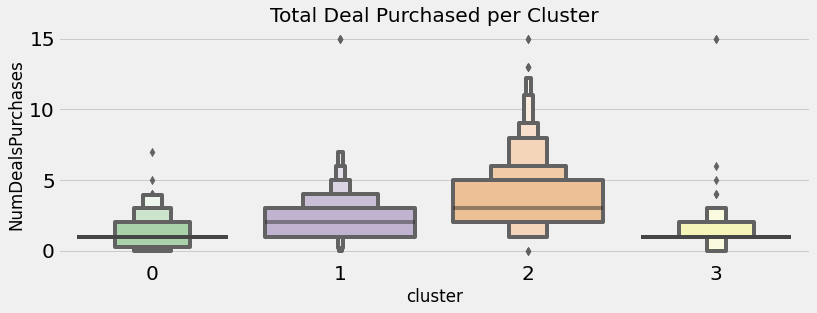 Total Deal Purchased per Cluster
NumDealsPurchases
15
10
5
0
0 1 2 3
cluster